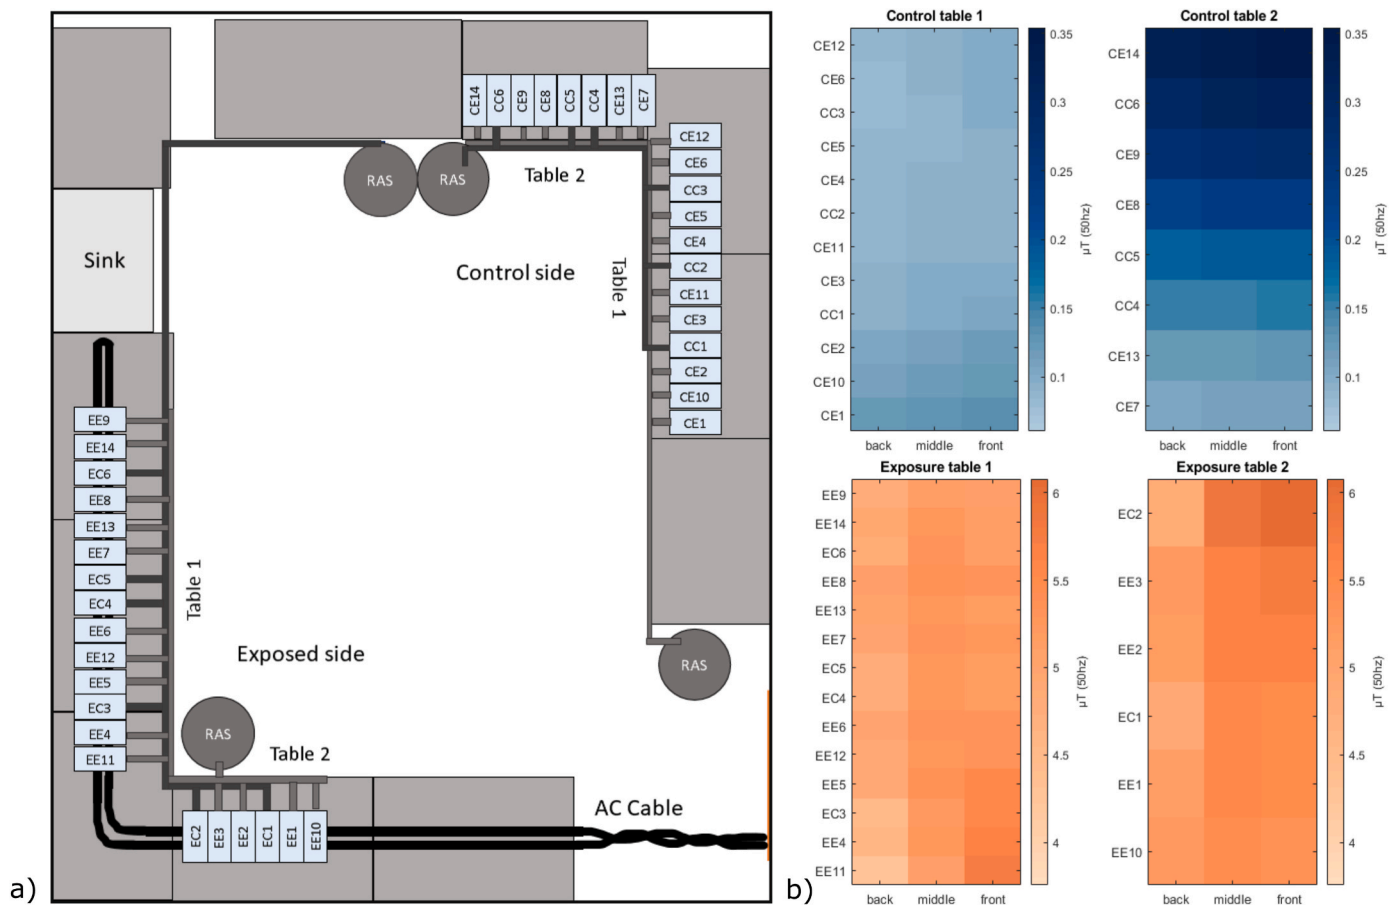 CE14 CC6 CE9 CE8 CC5 CC4 CE13 CE7
CE12
CE6
CC3
CE5
CE4
CC2
CE11
CE3
CC1
CE2
CE10
CE1
RAS RAS
Table 2
Table 1
Control side
Sink
EE9
EE14
EC6
EE8
EE13
EE7
EC5
EC4
EE6
EE12
EE5
EC3
EE4
EE11
Table 1
Exposed side
RAS
RAS
Table 2
EC2 EE3 EE2 EC1 EE1 EE10
AC Cable
a)
Control table 1
CE12
CE6
CC3
CE5
CE4
CC2
CE11
CE3
CC1
CE2
CE10
CE1
back middle front
0.35
0.3
0.25
0.2
0.15
0.1
µT (50hz)
Control table 2
CE14
CC6
CE9
CE8
CC5
CC4
CE13
CE7
back middle front
0.35
0.3
0.25
0.2
0.15
0.1
µT (50hz)
Exposure table 1
EE9
EE14
EC6
EE8
EE13
EE7
EC5
EC4
EE6
EE12
EE5
EC3
EE4
EE11
back middle front
6
5.5
5
4.5
4
µT (50hz)
Exposure table 2
EC2
EE3
EE2
EC1
EE1
EE10
back middle front
6
5.5
5
4.5
4
µT (50hz)
b)